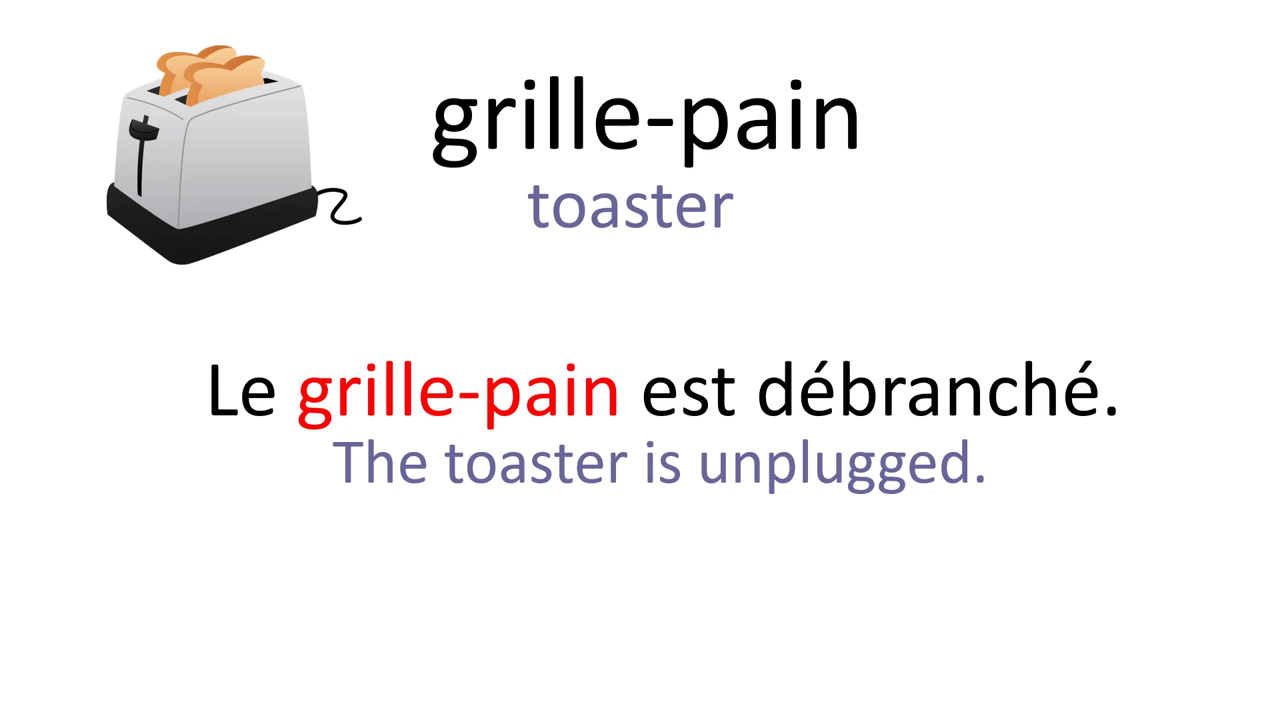 grille-pain
toaster
Le grille-pain est débranché.
The toaster is unplugged.